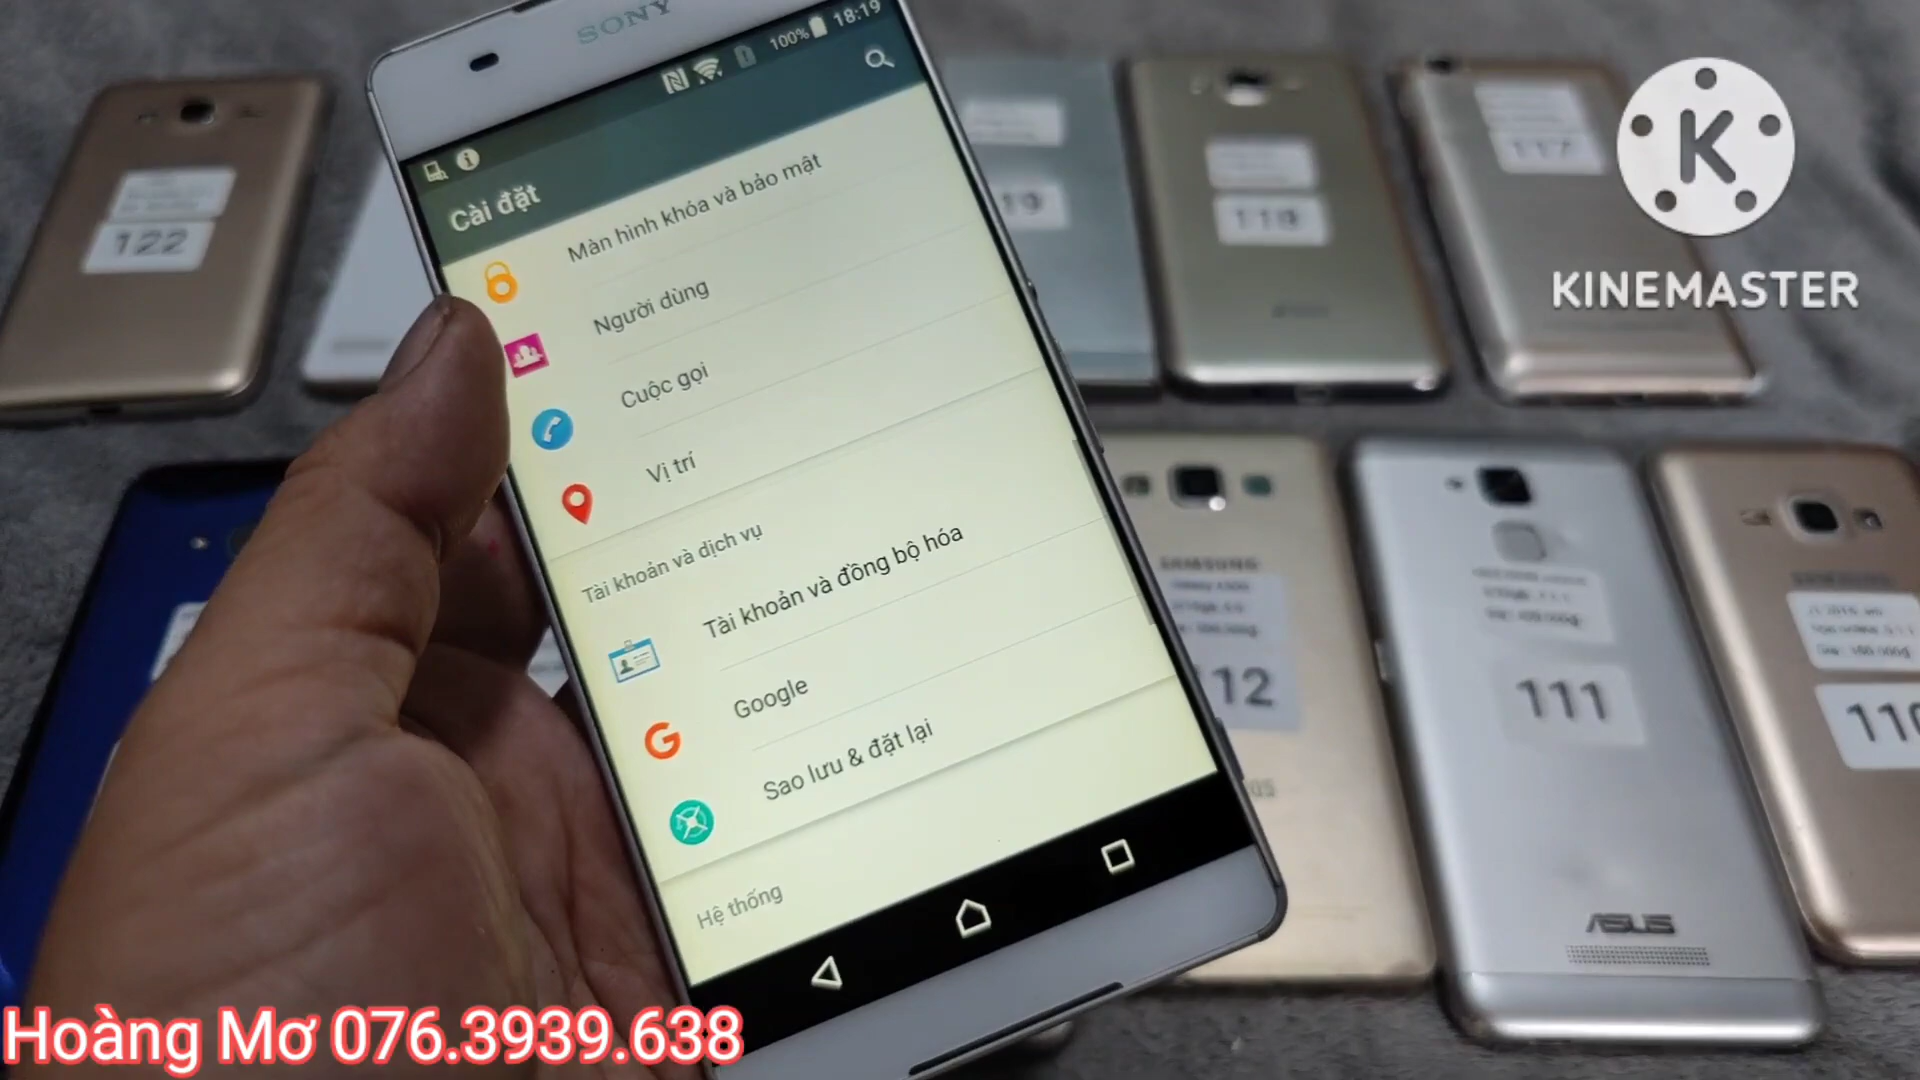 SONY
100% 18:19
Cài đặt
Màn hình khóa và bảo mật
Người dùng
Cuộc gọi
Vị trí
Tài khoản và dịch vụ
Tài khoản và đồng bộ hóa
Google
Sao lưu & đặt lại
Hệ thống
122
19
118
117
K
KINEMASTER
SAMSUNG
112
111
ASUS
110
Hoàng Mơ 076.3939.638